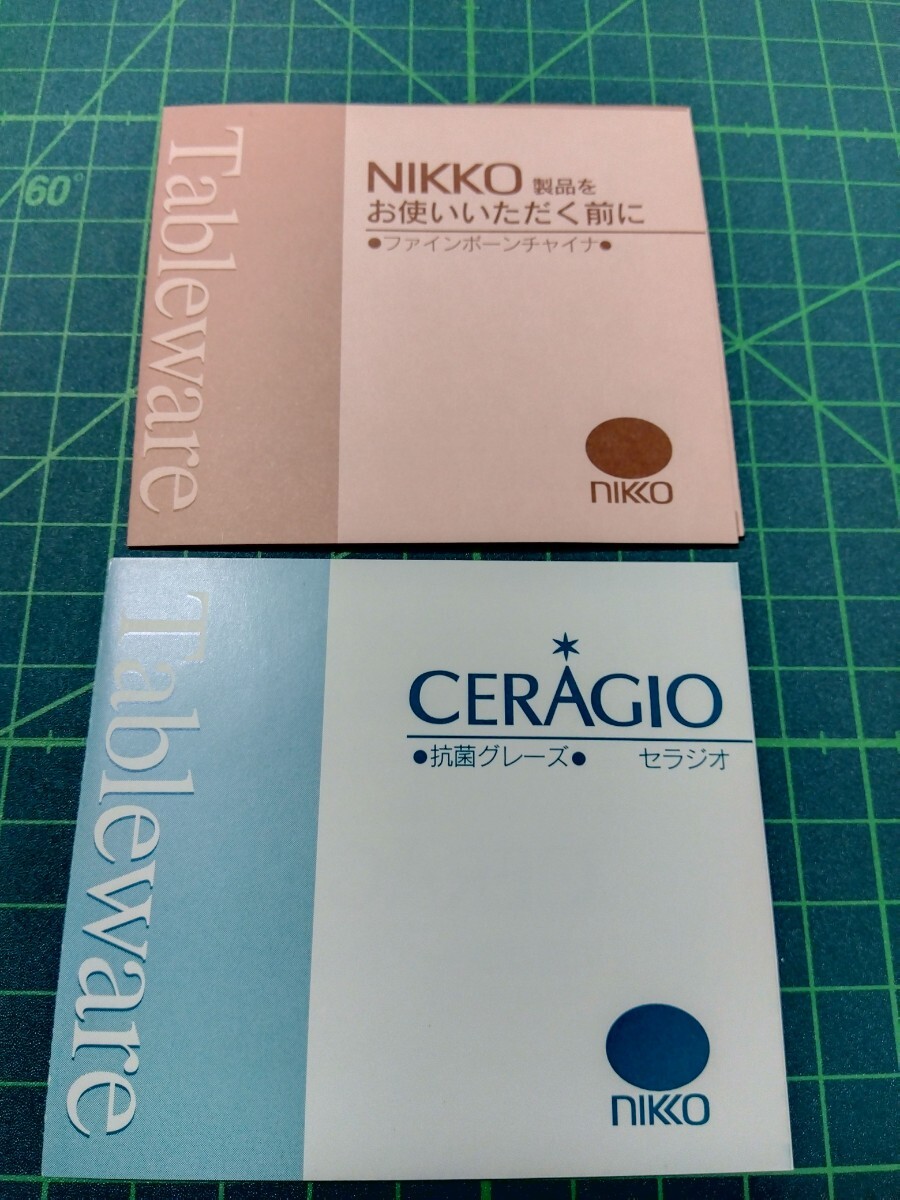 60°
Tableware
NIKKO 製品を
お使いいただく前に
●ファインボーンチャイナ●
NIKKO
Tableware
CERAGIO
●抗菌グレーズ● セラジオ
NIKKO